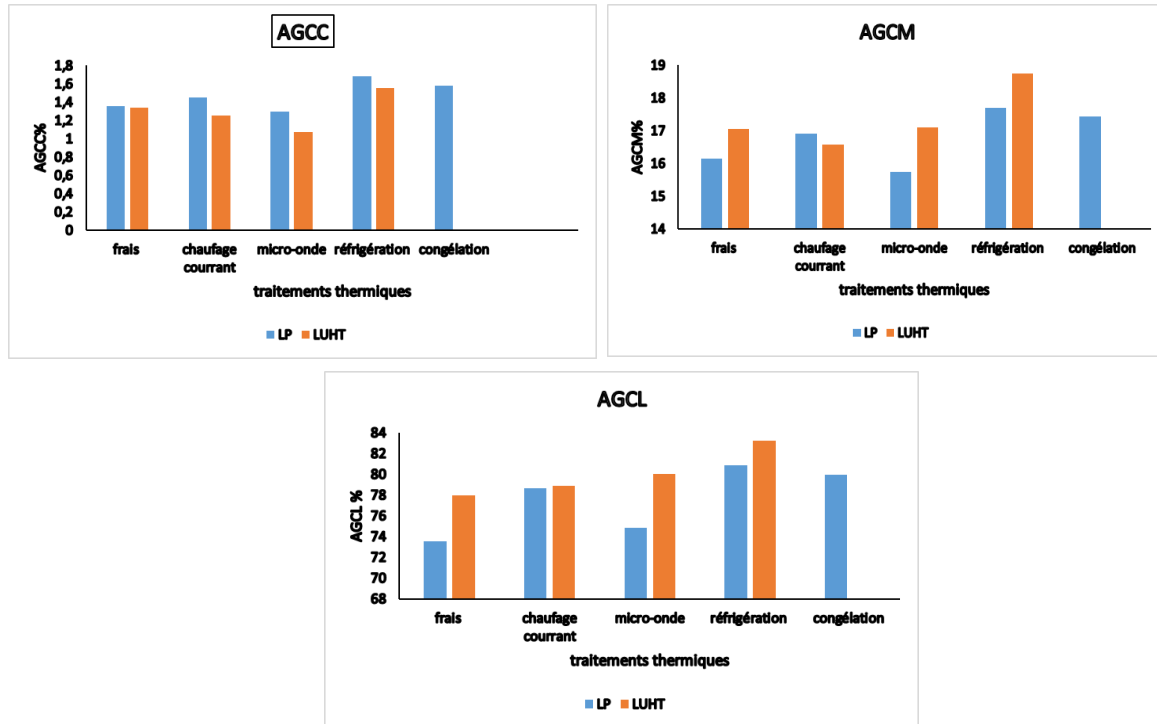 AGCC
1,8
1,6
1,4
1,2
1
0,8
0,6
0,4
0,2
0
AGCC%
frais
chaufage
courrant
micro-onde
réfrigération
congélation
traitements thermiques
LP LUHT
AGCM
19
18
17
16
15
14
AGCM%
frais
chaufage
courrant
micro-onde
réfrigération
congélation
traitements thermiques
LP LUHT
AGCL
84
82
80
78
76
74
72
70
68
AGCL %
frais
chaufage
courrant
micro-onde
réfrigération
congélation
traitements thermiques
LP LUHT